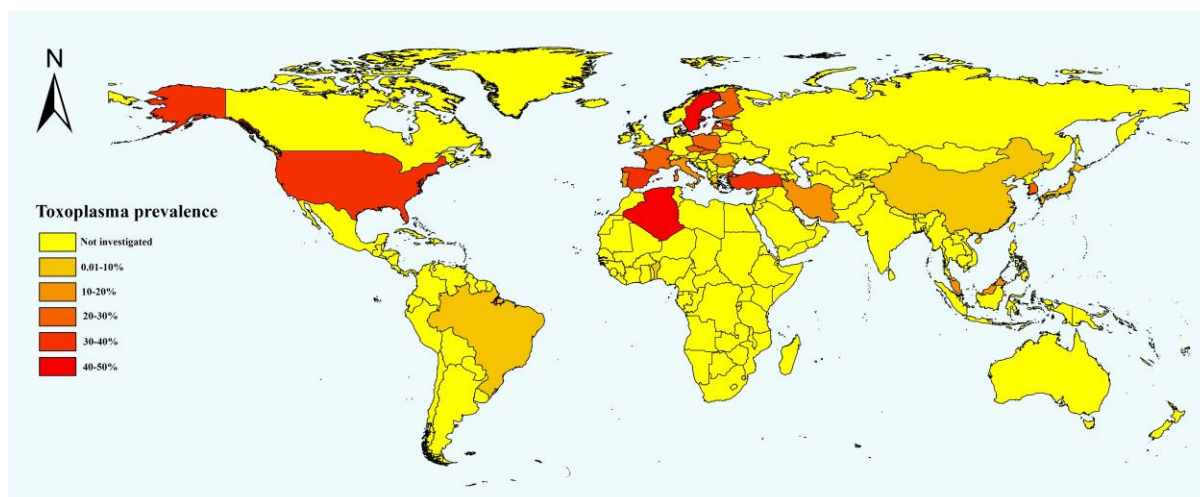 N
Toxoplasma prevalence
Not investigated
0.01-10%
10-20%
20-30%
30-40%
40-50%